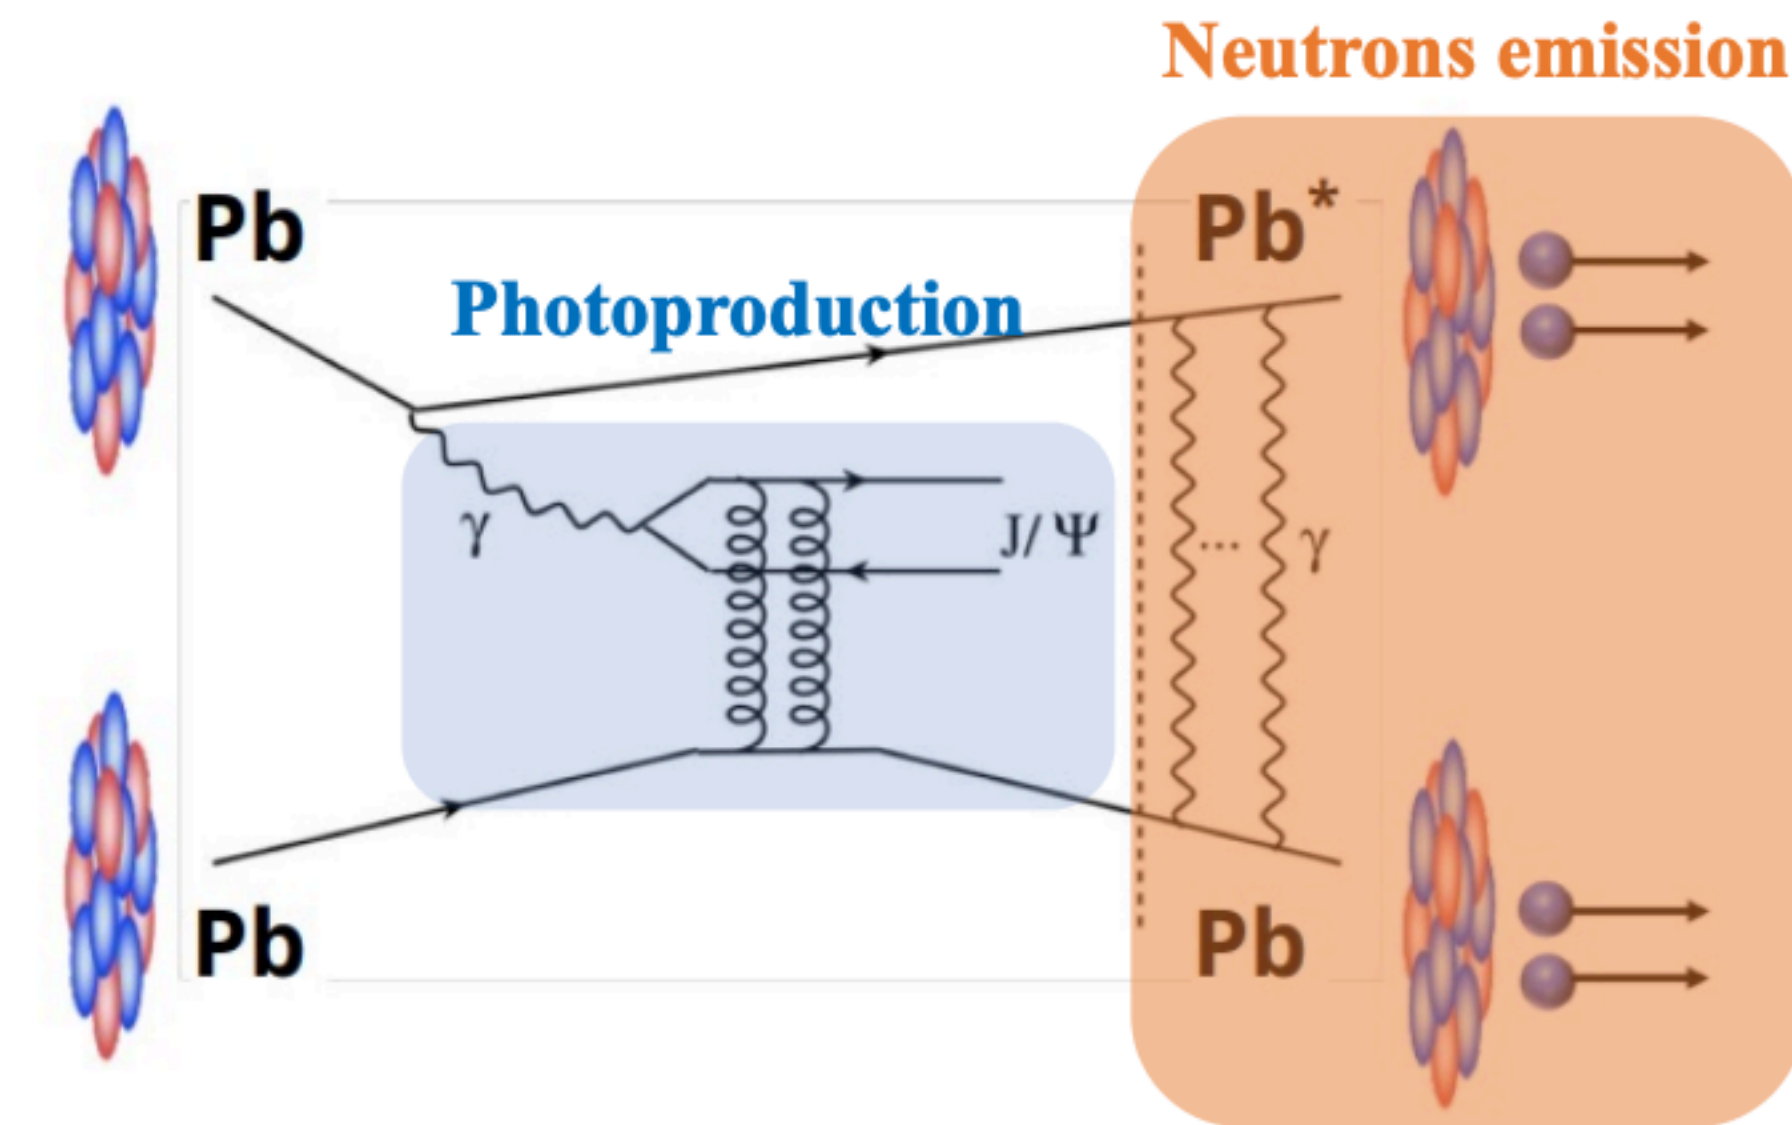 Neutrons emission
Pb
Pb*
Photoproduction
γ
J/Ψ
...
γ
Pb
Pb